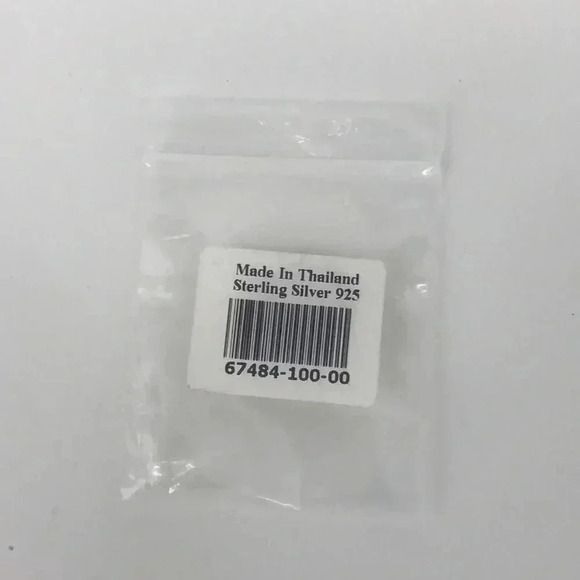 Made In Thailand
Sterling Silver 925
67484-100-00